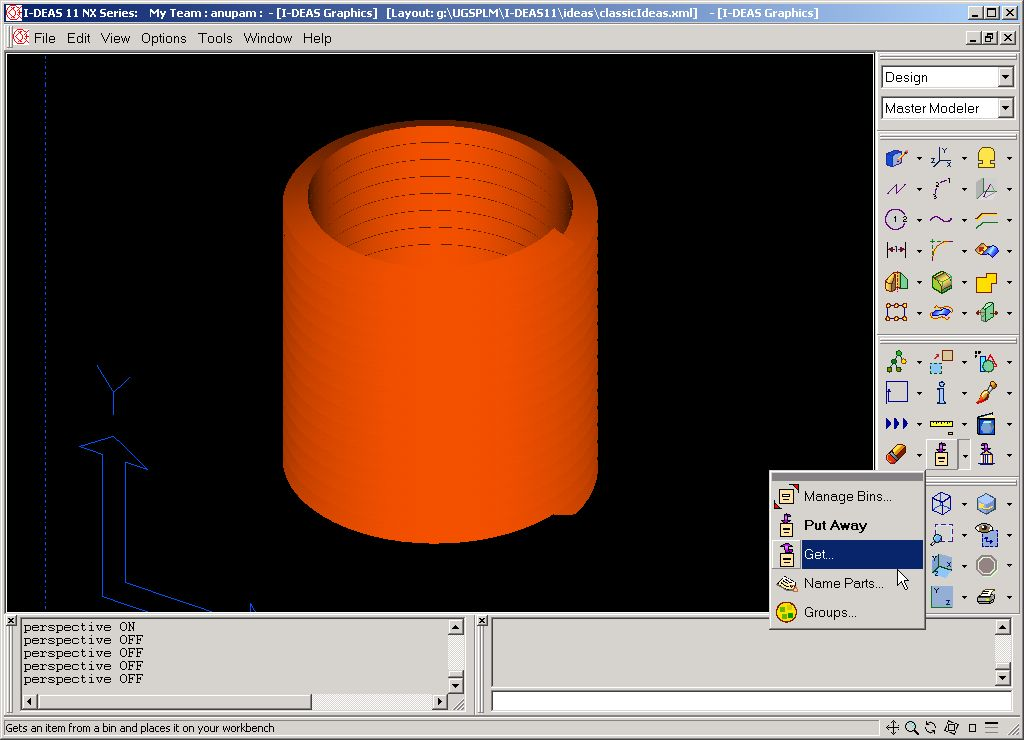 I-DEAS 11 NX Series:   My Team : anupam :  - [I-DEAS Graphics]  [Layout: g:\UGSPLM\I-DEAS11\ideas\classicIdeas.xml]   - [I-DEAS Graphics]
File Edit View Options Tools Window Help
Design
Master Modeler
Y
Manage Bins...
Put Away
Get...
Name Parts...
Groups...
perspective ON
perspective OFF
perspective OFF
perspective OFF
perspective OFF
Gets an item from a bin and places it on your workbench